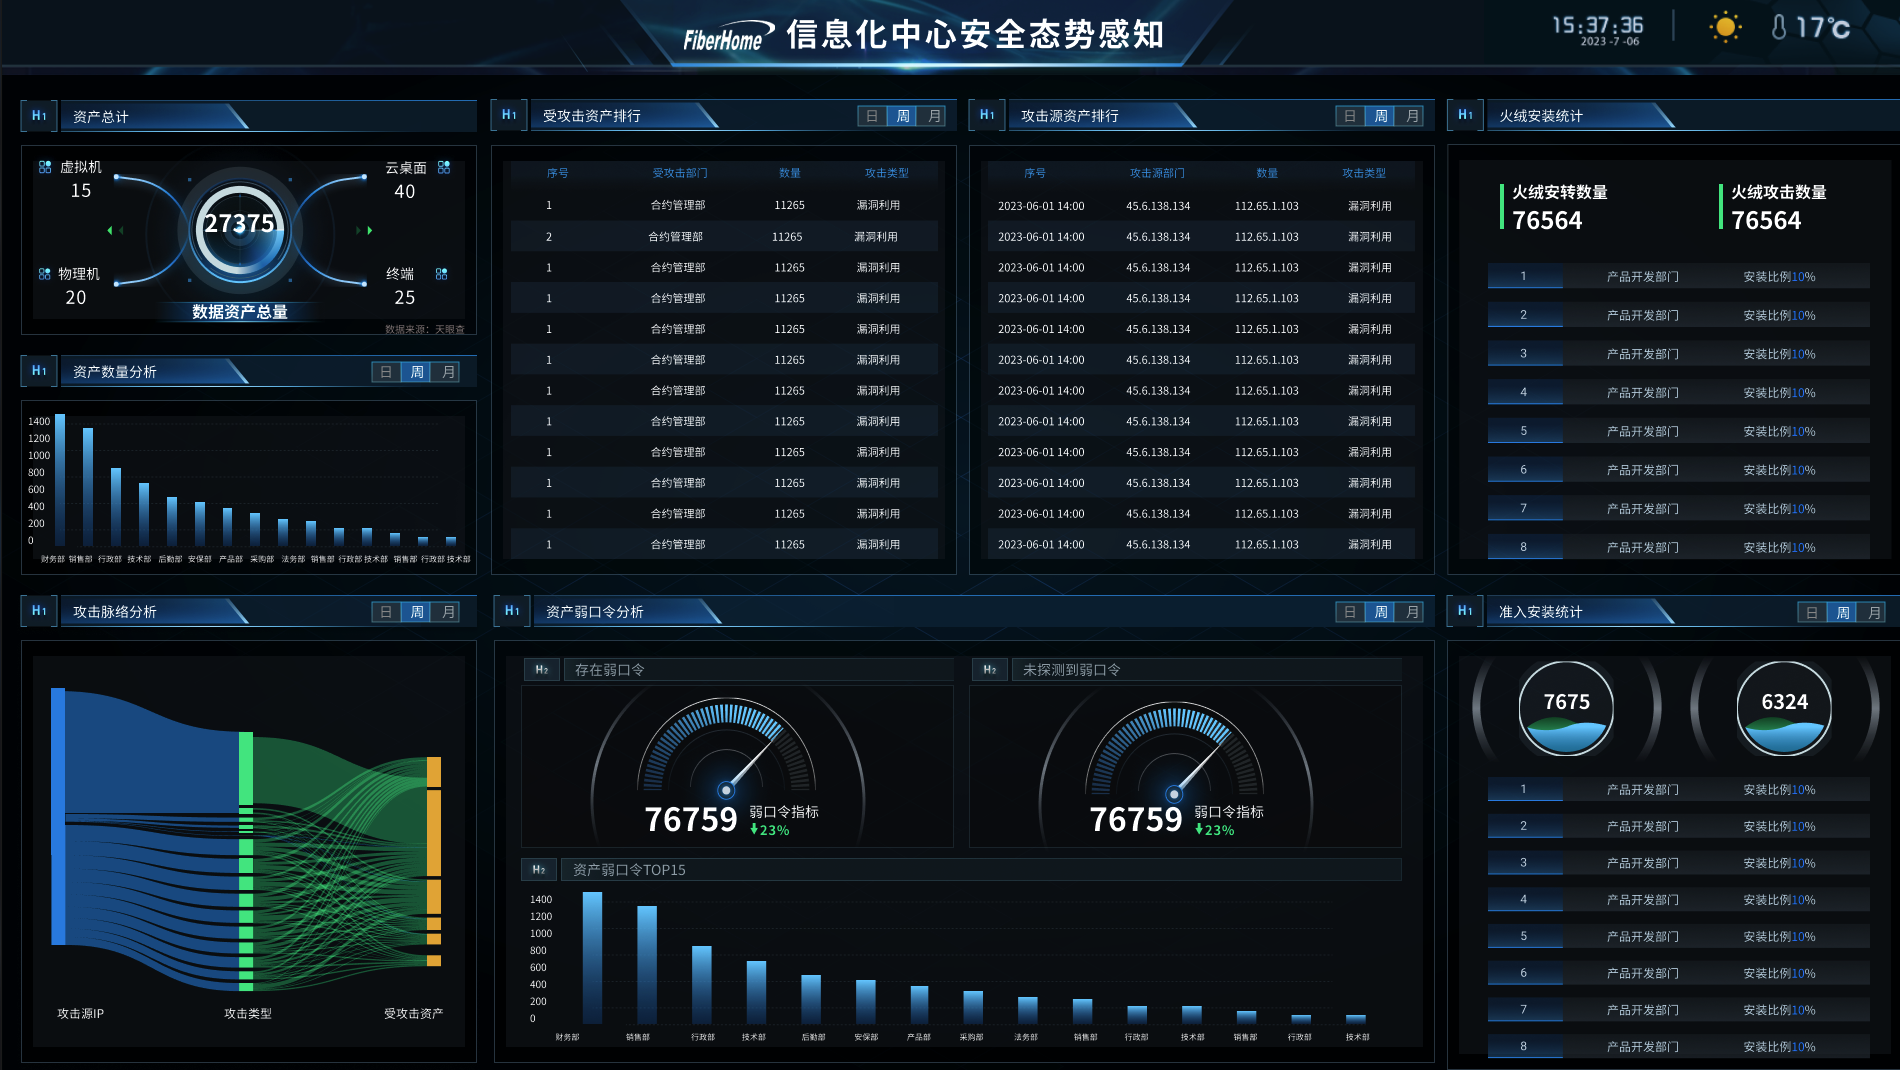 FiberHome 信息化中心安全态势感知
15:37:36
2023 -7 -06
17℃
H1 资产总计
虚拟机
15
云桌面
40
27375
物理机
20
终端
25
数据资产总量
数据来源：天眼查
H1 资产数量分析
日 周 月
1400
1200
1000
800
600
400
200
0
财务部 销售部 行政部 技术部 后勤部 安保部 产品部 采购部 法务部 销售部 行政部 技术部 销售部 行政部 技术部
H1 受攻击资产排行
日 周 月
序号 受攻击部门 数量 攻击类型
1 合约管理部 11265 漏洞利用
2 合约管理部 11265 漏洞利用
1 合约管理部 11265 漏洞利用
1 合约管理部 11265 漏洞利用
1 合约管理部 11265 漏洞利用
1 合约管理部 11265 漏洞利用
1 合约管理部 11265 漏洞利用
1 合约管理部 11265 漏洞利用
1 合约管理部 11265 漏洞利用
1 合约管理部 11265 漏洞利用
1 合约管理部 11265 漏洞利用
1 合约管理部 11265 漏洞利用
H1 攻击源资产排行
日 周 月
序号 攻击源部门 数量 攻击类型
2023-06-01 14:00 45.6.138.134 112.65.1.103 漏洞利用
2023-06-01 14:00 45.6.138.134 112.65.1.103 漏洞利用
2023-06-01 14:00 45.6.138.134 112.65.1.103 漏洞利用
2023-06-01 14:00 45.6.138.134 112.65.1.103 漏洞利用
2023-06-01 14:00 45.6.138.134 112.65.1.103 漏洞利用
2023-06-01 14:00 45.6.138.134 112.65.1.103 漏洞利用
2023-06-01 14:00 45.6.138.134 112.65.1.103 漏洞利用
2023-06-01 14:00 45.6.138.134 112.65.1.103 漏洞利用
2023-06-01 14:00 45.6.138.134 112.65.1.103 漏洞利用
2023-06-01 14:00 45.6.138.134 112.65.1.103 漏洞利用
2023-06-01 14:00 45.6.138.134 112.65.1.103 漏洞利用
2023-06-01 14:00 45.6.138.134 112.65.1.103 漏洞利用
H1 火绒安装统计
火绒安转数量
76564
火绒攻击数量
76564
1 产品开发部门 安装比例10%
2 产品开发部门 安装比例10%
3 产品开发部门 安装比例10%
4 产品开发部门 安装比例10%
5 产品开发部门 安装比例10%
6 产品开发部门 安装比例10%
7 产品开发部门 安装比例10%
8 产品开发部门 安装比例10%
H1 攻击脉络分析
日 周 月
攻击源IP 攻击类型 受攻击资产
H1 资产弱口令分析
日 周 月
H2 存在弱口令
76759 弱口令指标
23%
H2 未探测到弱口令
76759 弱口令指标
23%
H2 资产弱口令TOP15
1400
1200
1000
800
600
400
200
0
财务部 销售部 行政部 技术部 后勤部 安保部 产品部 采购部 法务部 销售部 行政部 技术部 销售部 行政部 技术部
H1 准入安装统计
日 周 月
7675
6324
1 产品开发部门 安装比例10%
2 产品开发部门 安装比例10%
3 产品开发部门 安装比例10%
4 产品开发部门 安装比例10%
5 产品开发部门 安装比例10%
6 产品开发部门 安装比例10%
7 产品开发部门 安装比例10%
8 产品开发部门 安装比例10%